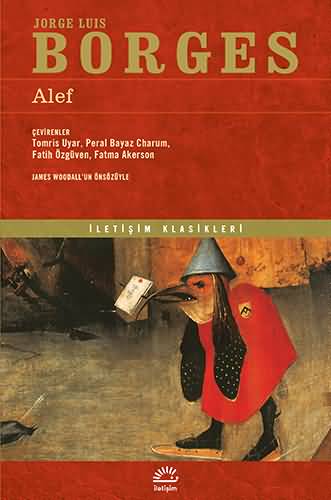 JORGE LUIS
BORGES
Alef
ÇEVİRENLER
Tomris Uyar, Peral Bayaz Charum,
Fatih Özgüven, Fatma Akerson
JAMES WOODALL'UN ÖNSÖZÜYLE
İLETİŞİM KLASİKLERİ
iletişim